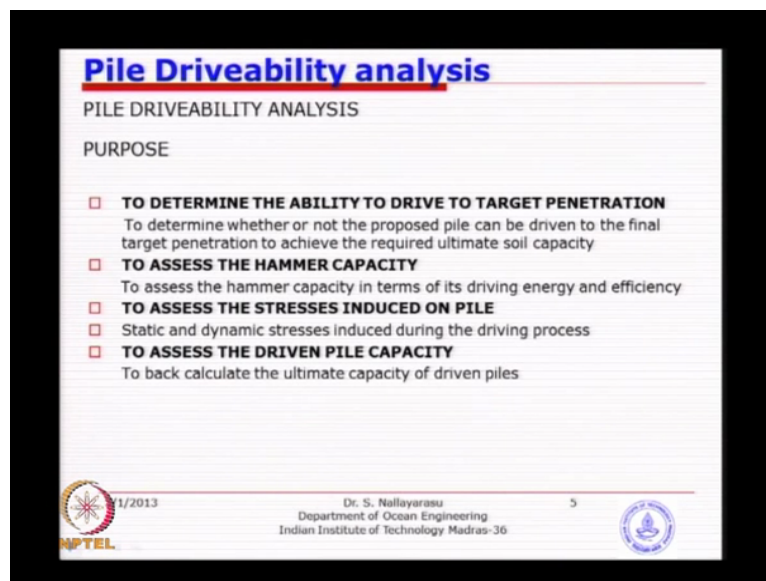 Pile Driveability analysis
PILE DRIVEABILITY ANALYSIS
PURPOSE
TO DETERMINE THE ABILITY TO DRIVE TO TARGET PENETRATION
To determine whether or not the proposed pile can be driven to the final
target penetration to achieve the required ultimate soil capacity
TO ASSESS THE HAMMER CAPACITY
To assess the hammer capacity in terms of its driving energy and efficiency
TO ASSESS THE STRESSES INDUCED ON PILE
Static and dynamic stresses induced during the driving process
TO ASSESS THE DRIVEN PILE CAPACITY
To back calculate the ultimate capacity of driven piles
/1/2013
Dr. S. Nallayarasu
5
Department of Ocean Engineering
Indian Institute of Technology Madras-36
NPTEL